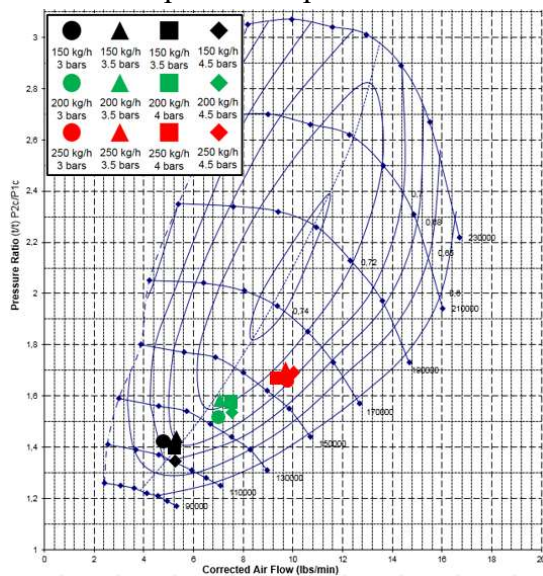 150 kg/h 150 kg/h 150 kg/h 150 kg/h
3 bars 3.5 bars 3.5 bars 4.5 bars
200 kg/h 200 kg/h 200 kg/h 200 kg/h
3 bars 3.5 bars 4 bars 4.5 bars
250 kg/h 250 kg/h 250 kg/h 250 kg/h
3 bars 3.5 bars 4 bars 4.5 bars
3
2,8
2,6
2,4
2,2
2
1,8
1,6
1,4
1,2
1
Pressure Ratio (t/t) P2c/P1c
0,7
0,68
0,65
0,6
0,72
0,74
230000
210000
190000
170000
150000
130000
110000
90000
0 2 4 6 8 10 12 14 16 18 20
Corrected Air Flow (lbs/min)